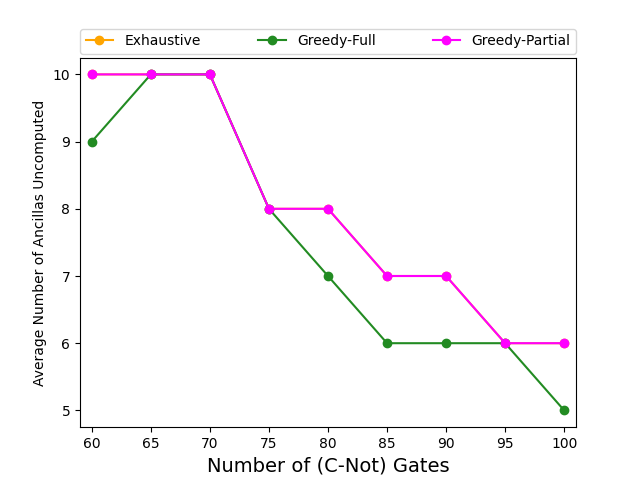 Exhaustive Greedy-Full Greedy-Partial
10
9
8
7
6
5
Average Number of Ancillas Uncomputed
60 65 70 75 80 85 90 95 100
Number of (C-Not) Gates